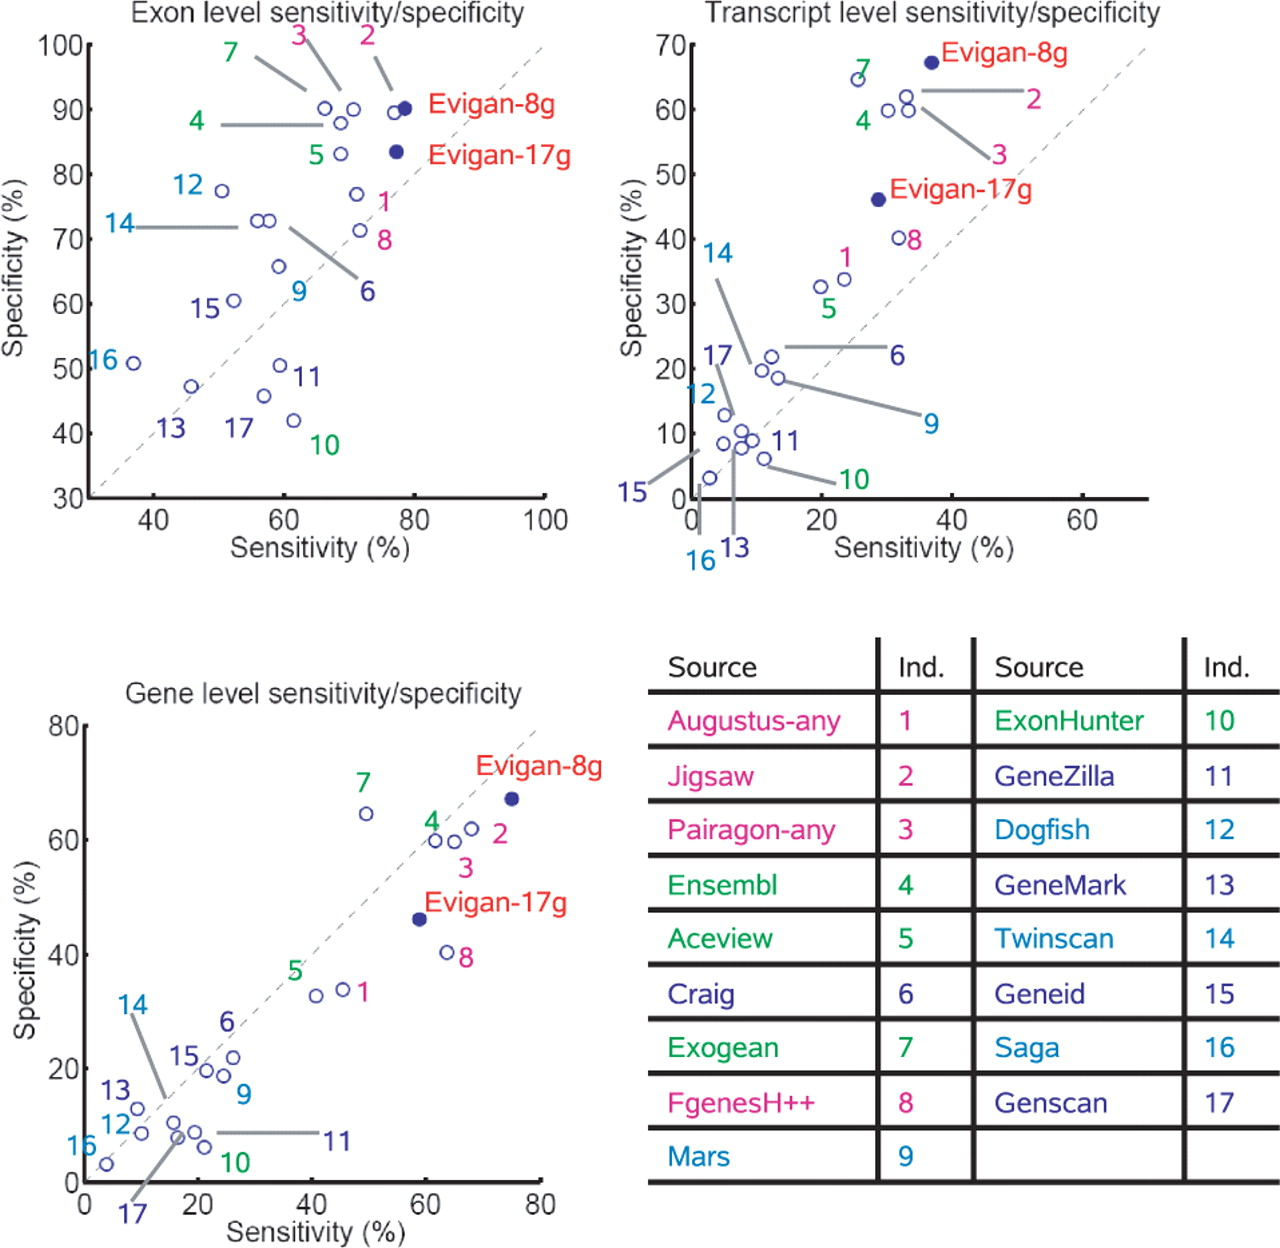 Exon level sensitivity/specificity
Specificity (%)
100
90
80
70
60
50
40
30
40 60 80 100
Sensitivity (%)
3 2
7
Evigan-8g
4
5 Evigan-17g
12
1
14
8
9 6
15
16
11
13 17
10
Transcript level sensitivity/specificity
Specificity (%)
70
60
50
40
30
20
10
0
0 20 40 60
Sensitivity (%)
Evigan-8g
7
2
4
3
Evigan-17g
14 8
1
5
17 6
12
9
11
15 10
16 13
Gene level sensitivity/specificity
Specificity (%)
80
60
40
20
0
0 20 40 60 80
Sensitivity (%)
Evigan-8g
7
4 2
3
Evigan-17g
8
5
1
14
6
15
13 9
12
16 11
10
17
Source Ind. Source Ind.
Augustus-any 1 ExonHunter 10
Jigsaw 2 GeneZilla 11
Pairagon-any 3 Dogfish 12
Ensembl 4 GeneMark 13
Aceview 5 Twinscan 14
Craig 6 Geneid 15
Exogean 7 Saga 16
FgenesH++ 8 Genscan 17
Mars 9